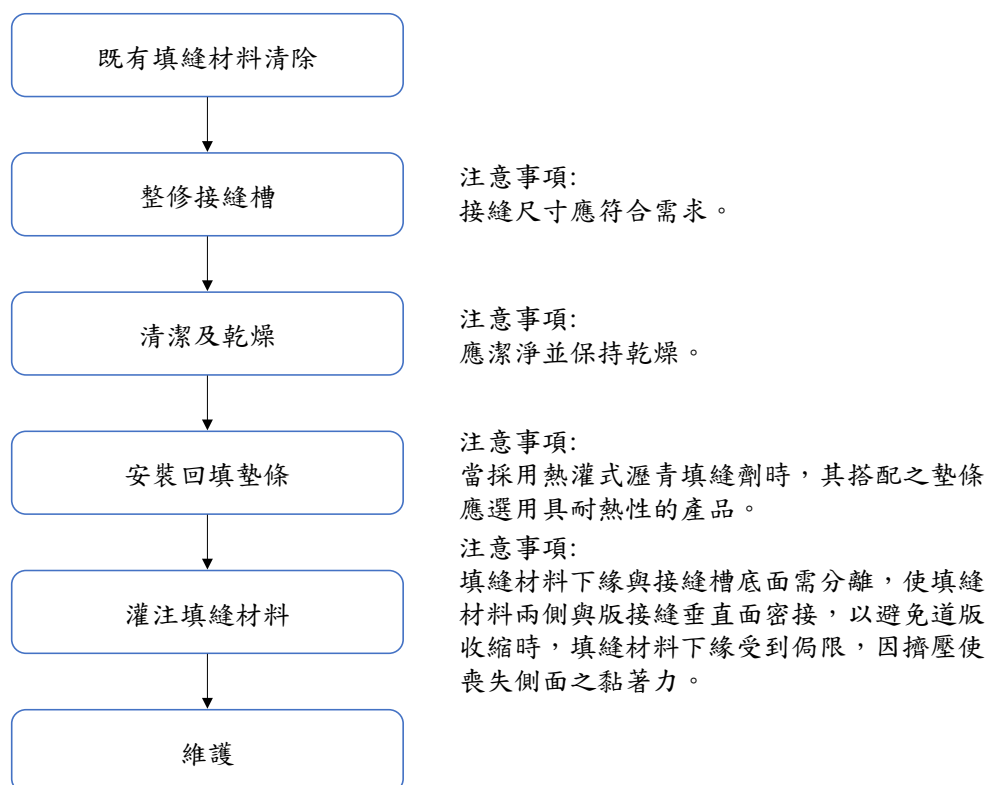 既有填縫材料清除
整修接縫槽
注意事項:
接縫尺寸應符合需求。
清潔及乾燥
注意事項:
應潔淨並保持乾燥。
安裝回填墊條
注意事項:
當採用熱灌式瀝青填縫劑時，其搭配之墊條
應選用具耐熱性的產品。
灌注填縫材料
注意事項:
填縫材料下緣與接縫槽底面需分離，使填縫
材料兩側與版接縫垂直面密接，以避免道版
收縮時，填縫材料下緣受到侷限，因擠壓使
喪失側面之黏著力。
維護